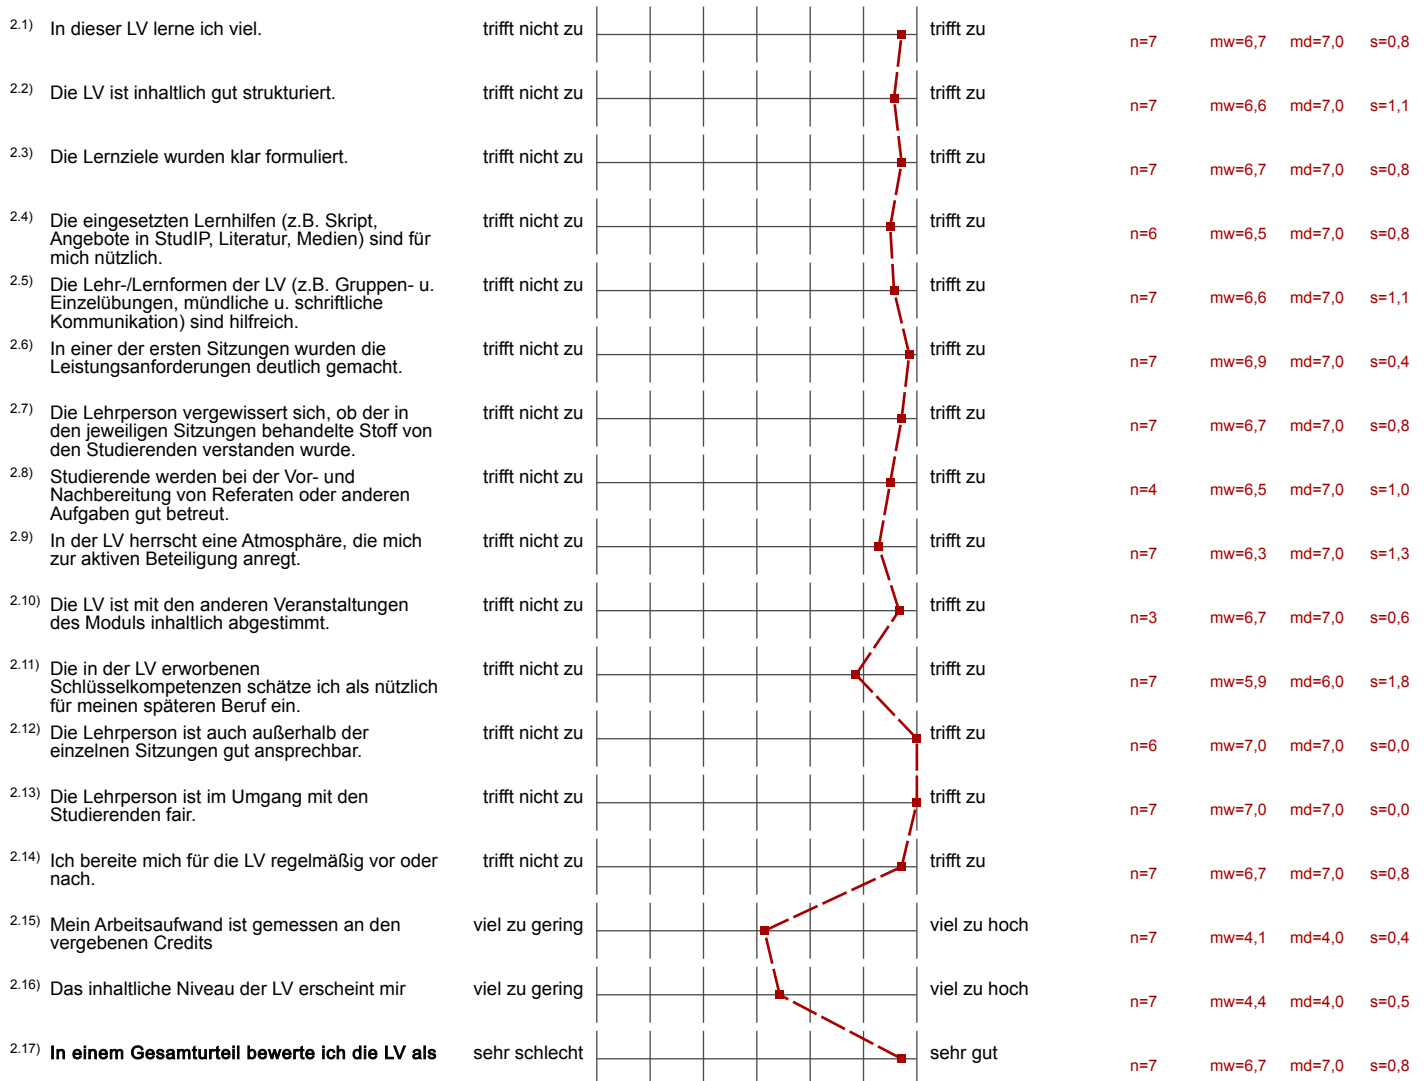 2.1) In dieser LV lerne ich viel. trifft nicht zu trifft zu n=7 mw=6,7 md=7,0 s=0,8
2.2) Die LV ist inhaltlich gut strukturiert. trifft nicht zu trifft zu n=7 mw=6,6 md=7,0 s=1,1
2.3) Die Lernziele wurden klar formuliert. trifft nicht zu trifft zu n=7 mw=6,7 md=7,0 s=0,8
2.4) Die eingesetzten Lernhilfen (z.B. Skript, trifft nicht zu trifft zu
Angebote in StudIP, Literatur, Medien) sind für n=6 mw=6,5 md=7,0 s=0,8
mich nützlich.
2.5) Die Lehr-/Lernformen der LV (z.B. Gruppen- u. trifft nicht zu trifft zu
Einzelübungen, mündliche u. schriftliche n=7 mw=6,6 md=7,0 s=1,1
Kommunikation) sind hilfreich.
2.6) In einer der ersten Sitzungen wurden die trifft nicht zu trifft zu
Leistungsanforderungen deutlich gemacht. n=7 mw=6,9 md=7,0 s=0,4
2.7) Die Lehrperson vergewissert sich, ob der in trifft nicht zu trifft zu
den jeweiligen Sitzungen behandelte Stoff von n=7 mw=6,7 md=7,0 s=0,8
den Studierenden verstanden wurde.
2.8) Studierende werden bei der Vor- und trifft nicht zu trifft zu
Nachbereitung von Referaten oder anderen n=4 mw=6,5 md=7,0 s=1,0
Aufgaben gut betreut.
2.9) In der LV herrscht eine Atmosphäre, die mich trifft nicht zu trifft zu
zur aktiven Beteiligung anregt. n=7 mw=6,3 md=7,0 s=1,3
2.10) Die LV ist mit den anderen Veranstaltungen trifft nicht zu trifft zu
des Moduls inhaltlich abgestimmt. n=3 mw=6,7 md=7,0 s=0,6
2.11) Die in der LV erworbenen trifft nicht zu trifft zu
Schlüsselkompetenzen schätze ich als nützlich n=7 mw=5,9 md=6,0 s=1,8
für meinen späteren Beruf ein.
2.12) Die Lehrperson ist auch außerhalb der trifft nicht zu trifft zu
einzelnen Sitzungen gut ansprechbar. n=6 mw=7,0 md=7,0 s=0,0
2.13) Die Lehrperson ist im Umgang mit den trifft nicht zu trifft zu
Studierenden fair. n=7 mw=7,0 md=7,0 s=0,0
2.14) Ich bereite mich für die LV regelmäßig vor oder trifft nicht zu trifft zu
nach. n=7 mw=6,7 md=7,0 s=0,8
2.15) Mein Arbeitsaufwand ist gemessen an den viel zu gering viel zu hoch
vergebenen Credits n=7 mw=4,1 md=4,0 s=0,4
2.16) Das inhaltliche Niveau der LV erscheint mir viel zu gering viel zu hoch n=7 mw=4,4 md=4,0 s=0,5
2.17) In einem Gesamturteil bewerte ich die LV als sehr schlecht sehr gut n=7 mw=6,7 md=7,0 s=0,8